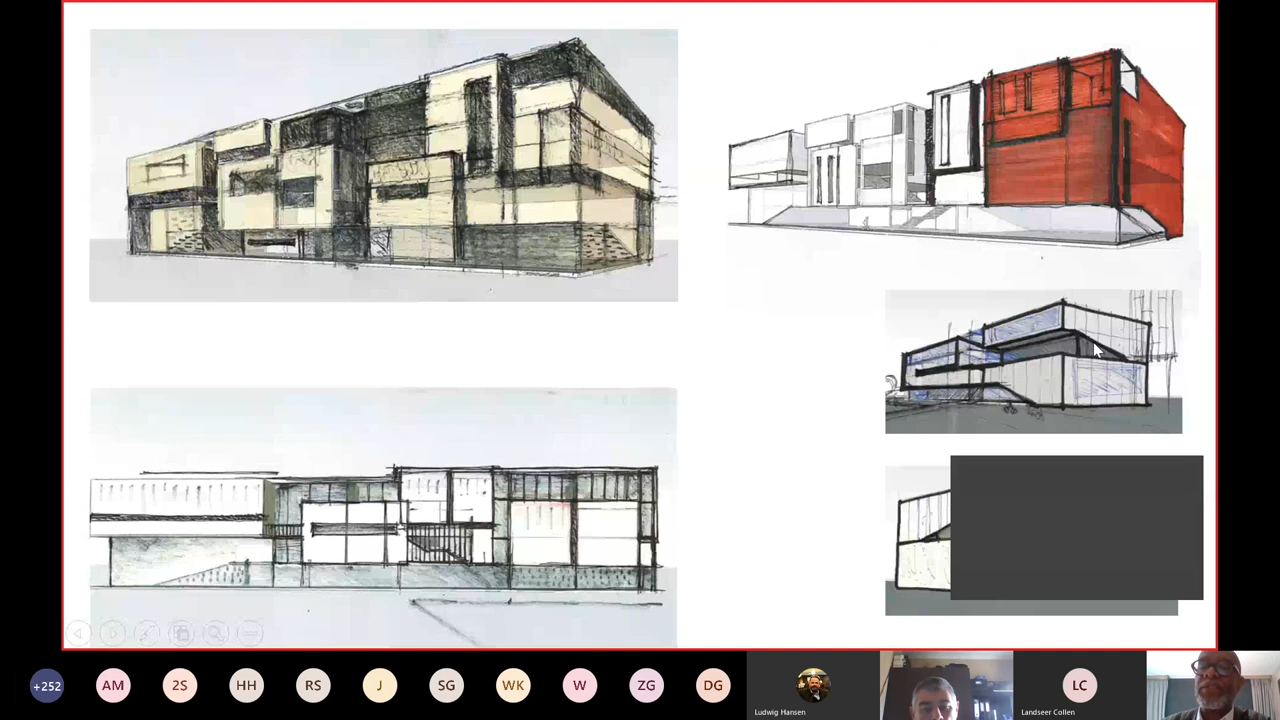 +252
AM
2S
HH
RS
J
SG
WK
W
ZG
DG
Ludwig Hansen
LC
Landseer Collen